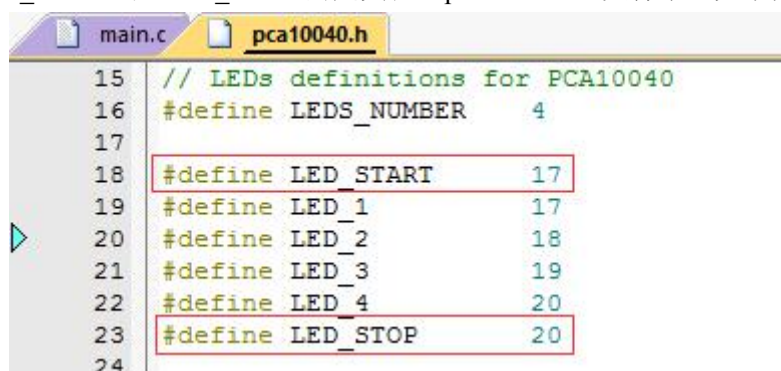 main.c pca10040.h
15 // LEDs definitions for PCA10040
16 #define LEDS_NUMBER 4
17
18 #define LED_START 17
19 #define LED_1 17
20 #define LED_2 18
21 #define LED_3 19
22 #define LED_4 20
23 #define LED_STOP 20
24